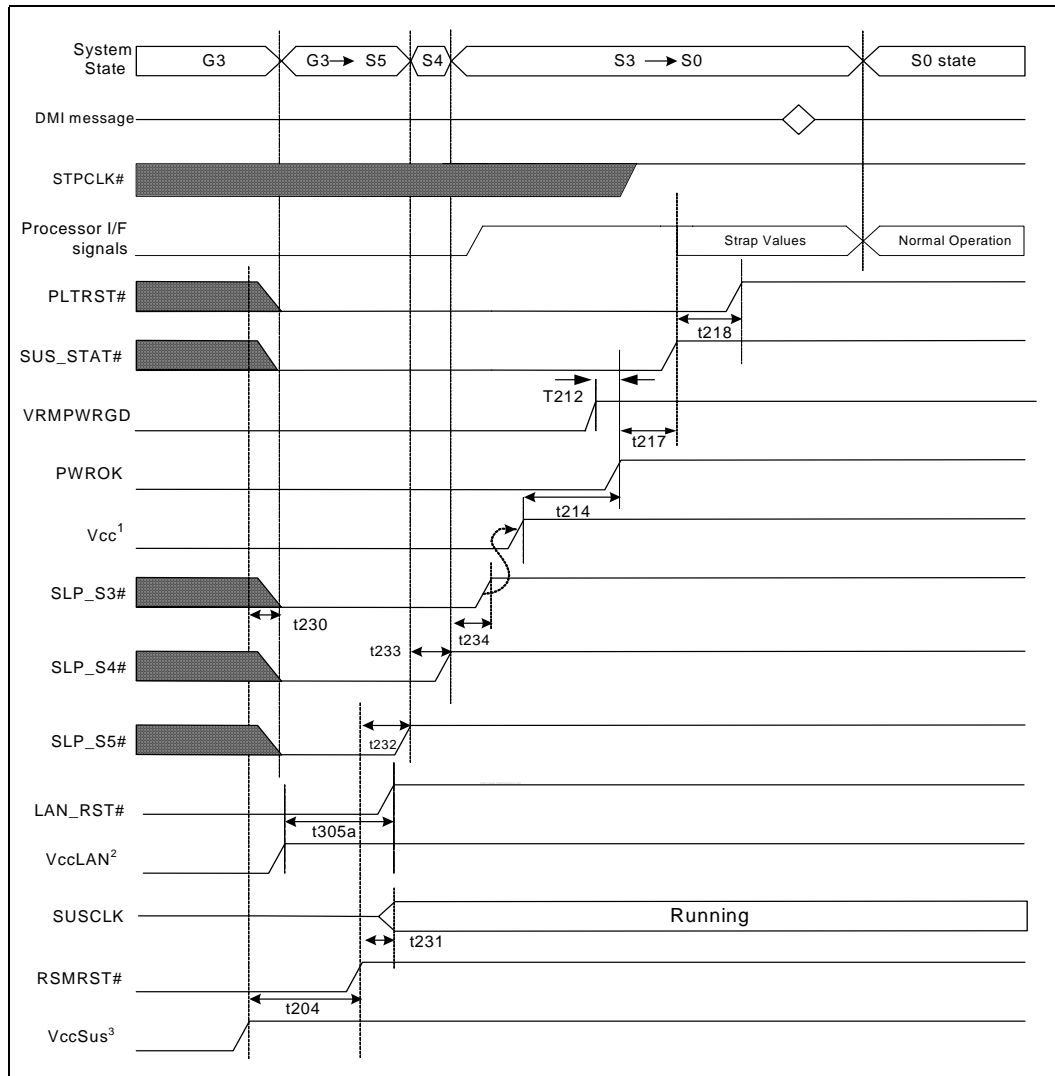 System
State
G3
G3→ S5
S4
S3 → S0
S0 state
DMI message
STPCLK#
Processor I/F
signals
Strap Values
Normal Operation
PLTRST#
t218
SUS_STAT#
T212
VRMPWRGD
t217
PWROK
t214
Vcc1
SLP_S3#
t230
t234
t233
SLP_S4#
SLP_S5#
t232
LAN_RST#
t305a
VccLAN2
SUSCLK
Running
t231
RSMRST#
t204
VccSus3